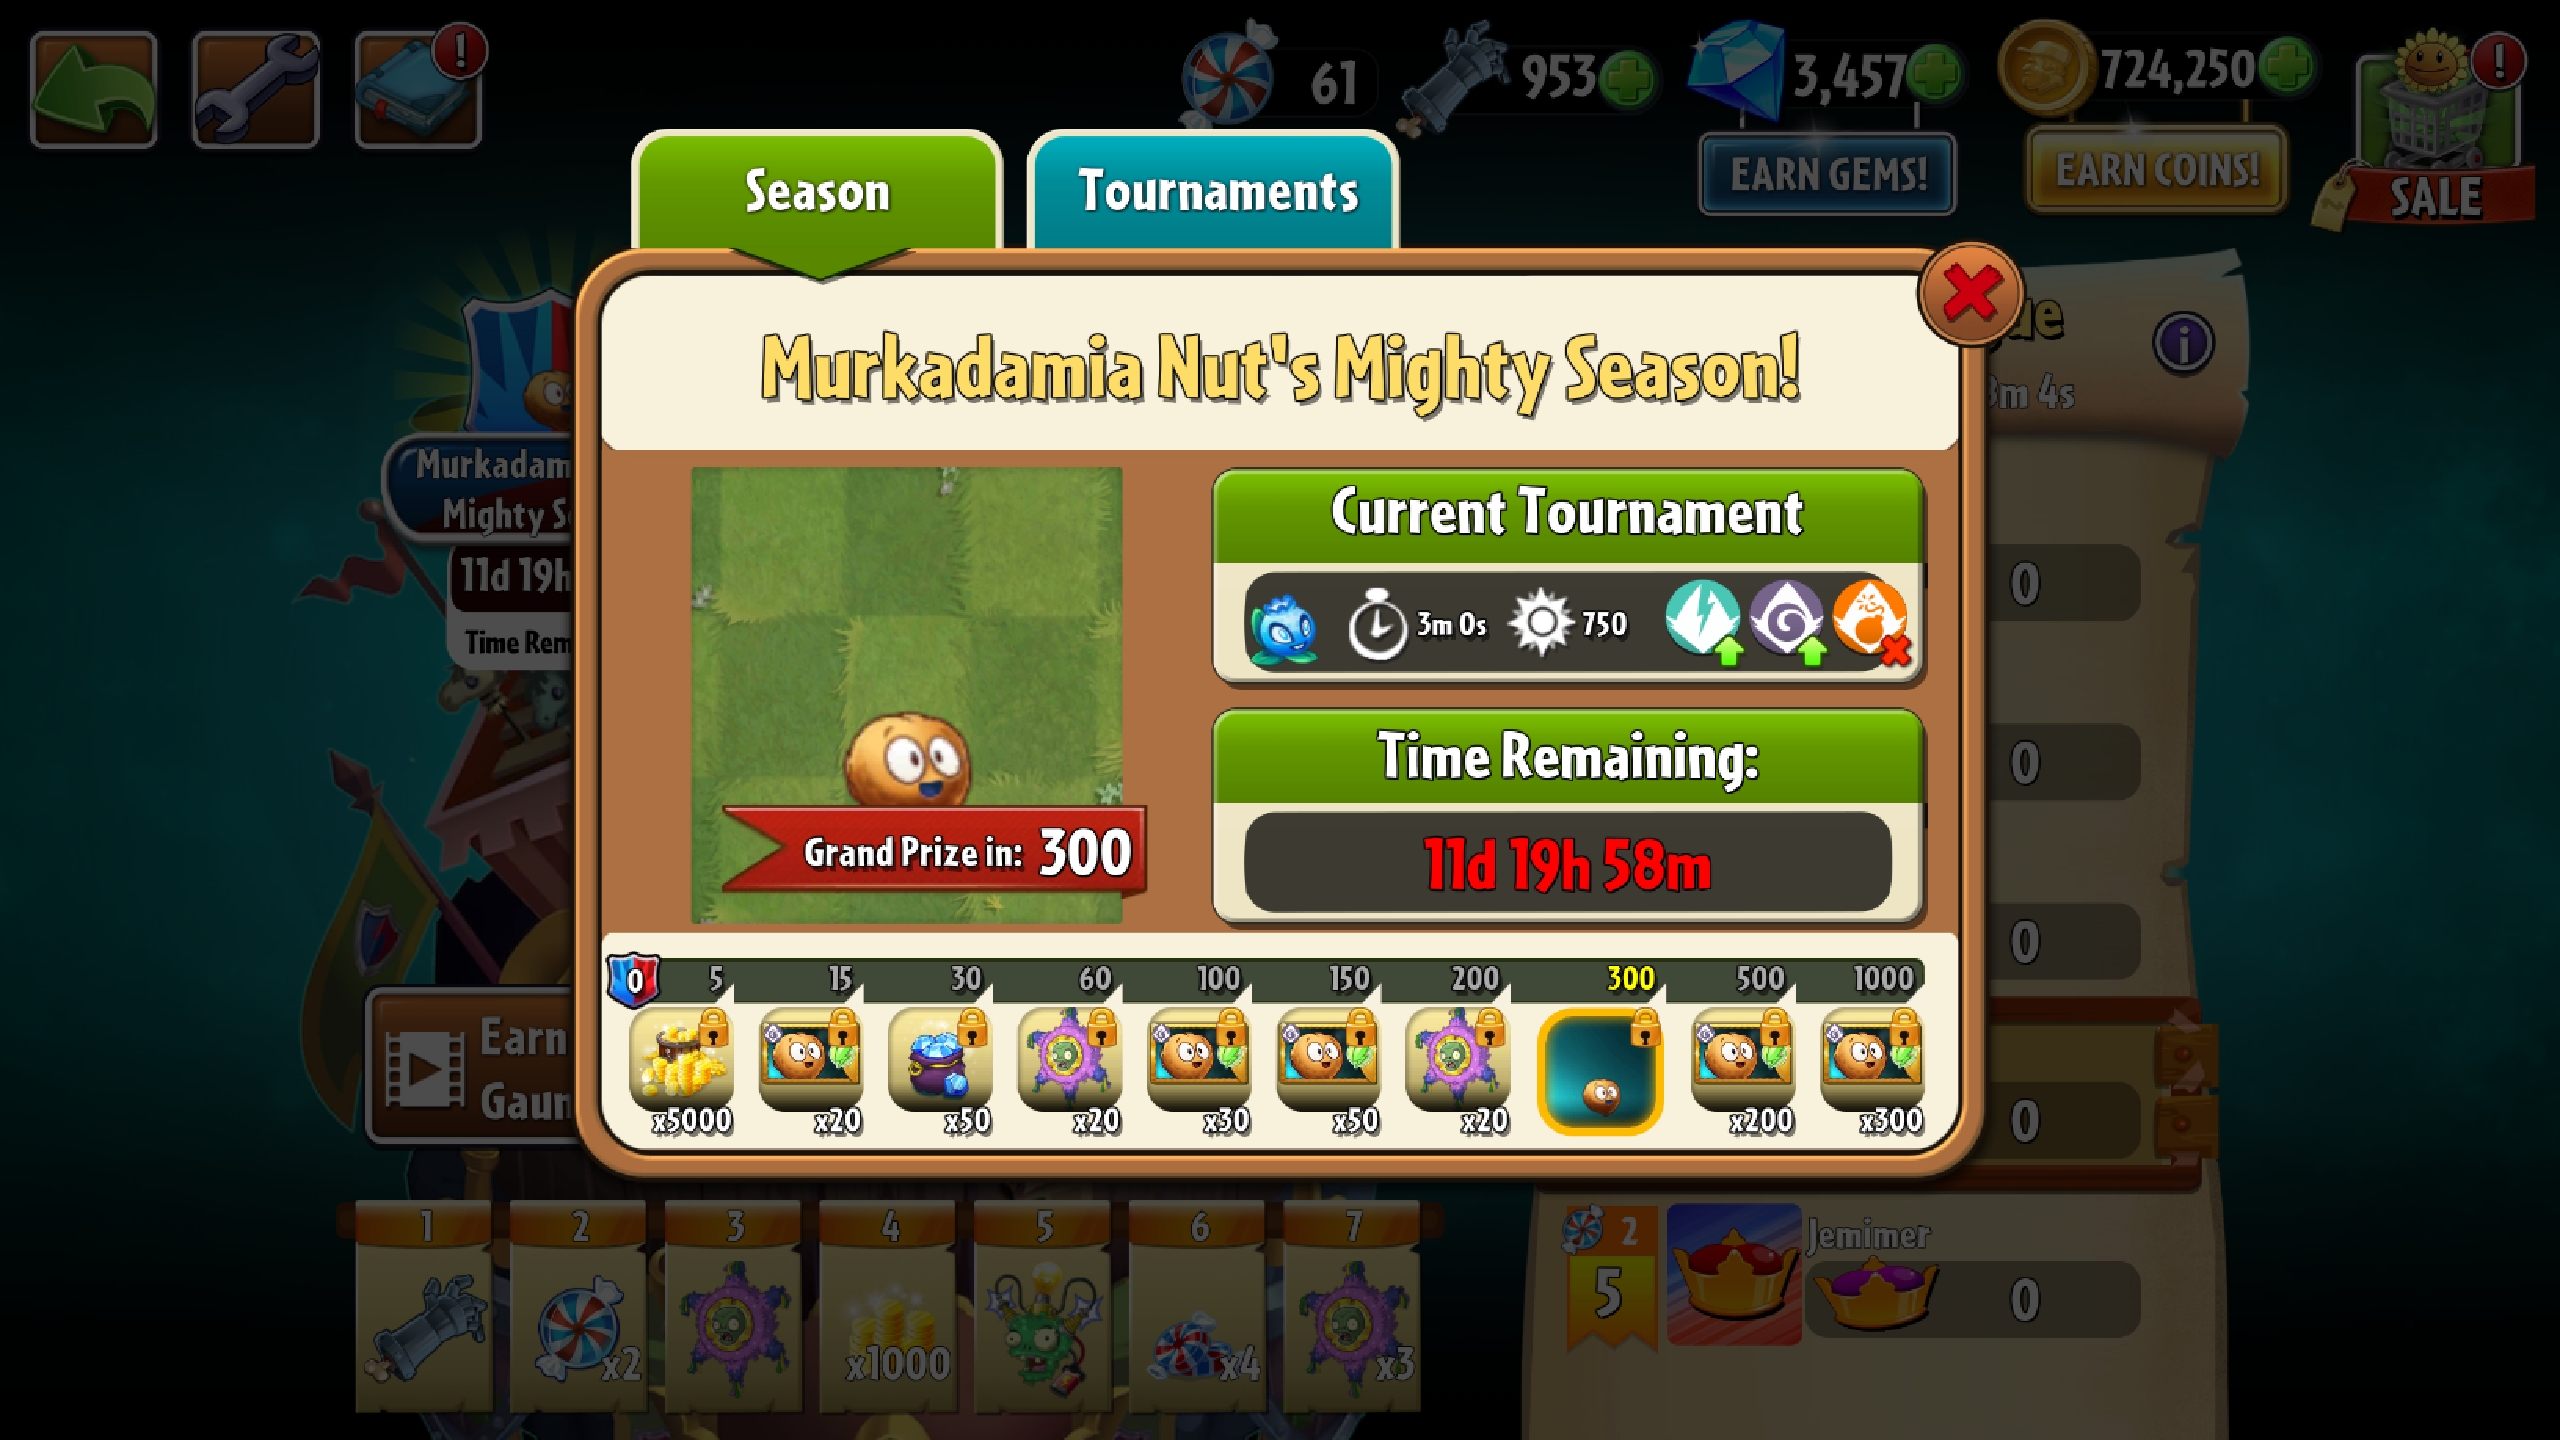 61
953
3,457
724,250
EARN GEMS!
EARN COINS!
SALE
Season
Tournaments
Murkadamia Nut's Mighty Season!
3m 4s
Murkadam
Mighty S
11d 19h
Time Rem
Current Tournament
3m 0s
750
Time Remaining:
11d 19h 58m
Grand Prize in: 300
0
0
0
0
0 5 15 30 60 100 150 200 300 500 1000
x5000 x20 x50 x20 x30 x50 x20 x200 x300
Earn
Gaun
1 2 3 4 5 6 7
x2 x1000 x4 x3
2
5
Jemimer
0